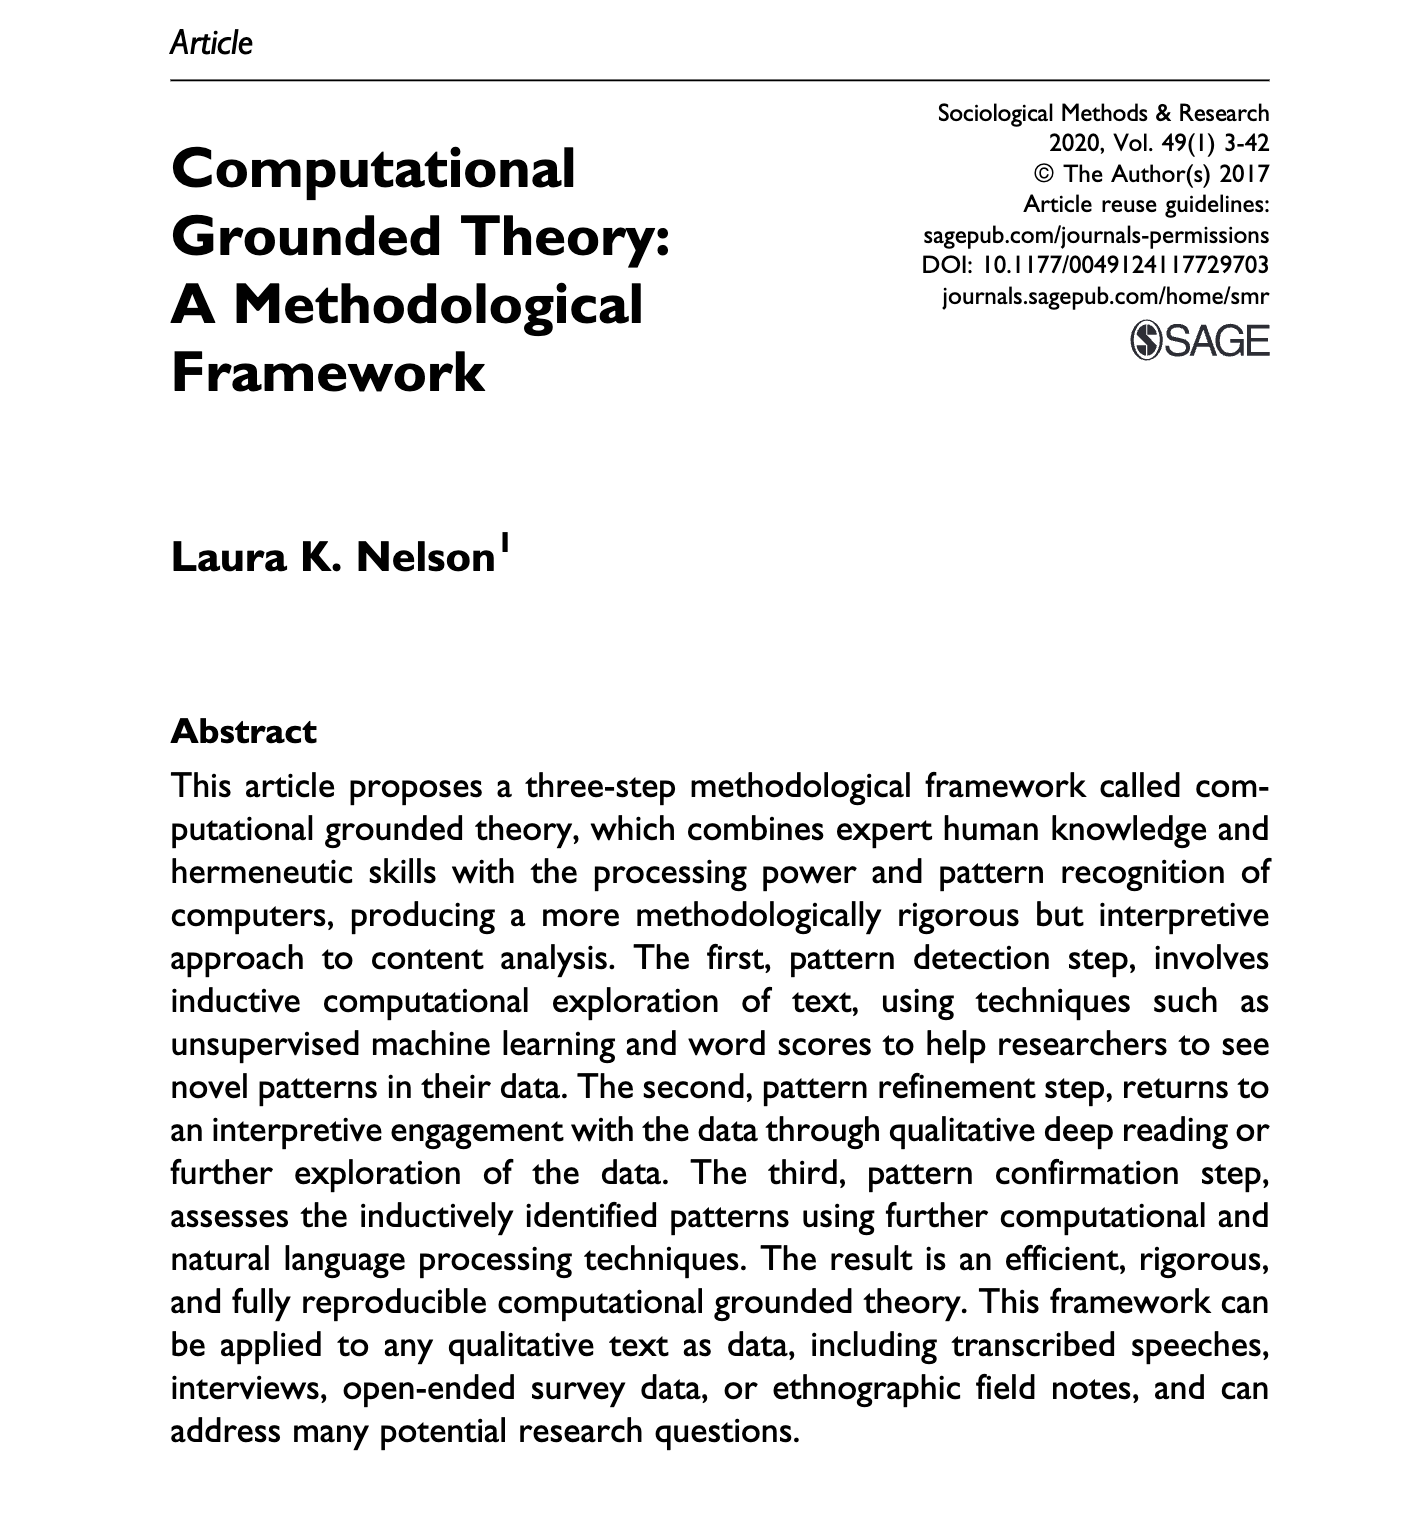 Article
Sociological Methods & Research
2020, Vol. 49(1) 3-42
© The Author(s) 2017
Article reuse guidelines:
sagepub.com/journals-permissions
DOI: 10.1177/0049124117729703
journals.sagepub.com/home/smr
SAGE
Computational
Grounded Theory:
A Methodological
Framework
Laura K. Nelson¹
Abstract
This article proposes a three-step methodological framework called com-
putational grounded theory, which combines expert human knowledge and
hermeneutic skills with the processing power and pattern recognition of
computers, producing a more methodologically rigorous but interpretive
approach to content analysis. The first, pattern detection step, involves
inductive computational exploration of text, using techniques such as
unsupervised machine learning and word scores to help researchers to see
novel patterns in their data. The second, pattern refinement step, returns to
an interpretive engagement with the data through qualitative deep reading or
further exploration of the data. The third, pattern confirmation step,
assesses the inductively identified patterns using further computational and
natural language processing techniques. The result is an efficient, rigorous,
and fully reproducible computational grounded theory. This framework can
be applied to any qualitative text as data, including transcribed speeches,
interviews, open-ended survey data, or ethnographic field notes, and can
address many potential research questions.